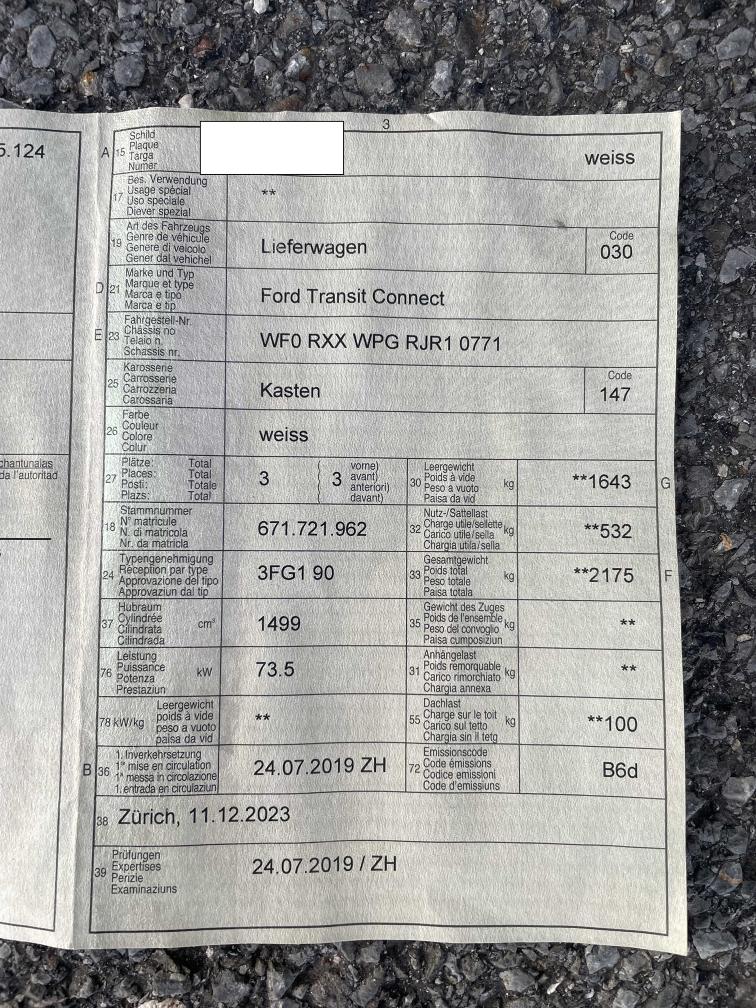 5.124
chantunalas
da l'autoritad
3
A 15 Schild
Plaque
Targa
Numer
weiss
17 Bes. Verwendung
Usage spécial
Uso speciale
Diever spezial
**
19 Art des Fahrzeugs
Genre de véhicule
Genere di veicolo
Gener dal vehichel
Lieferwagen
Code
030
D 21 Marke und Typ
Marque et type
Marca e tipo
Marca e tip
Ford Transit Connect
E 23 Fahrgestell-Nr.
Châssis no
Telaio n.
Schassis nr.
WF0 RXX WPG RJR1 0771
25 Karosserie
Carrosserie
Carrozzeria
Carossaria
Kasten
Code
147
26 Farbe
Couleur
Colore
Colur
weiss
27 Plätze: Total
Places: Total
Posti: Totale
Plazs: Total
3
3
vorne)
avant)
anteriori)
davant)
30 Leergewicht
Poids à vide
Peso a vuoto
Paisa da vid
kg
**1643
G
18 Stammnummer
N° matricule
N. di matricola
Nr. da matricla
671.721.962
32 Nutz-/Sattellast
Charge utile/sellette
Carico utile/sella
Chargia utila/sella
kg
**532
24 Typengenehmigung
Réception par type
Approvazione del tipo
Approvaziun dal tip
3FG1 90
33 Gesamtgewicht
Poids total
Peso totale
Paisa totala
kg
**2175
F
37 Hubraum
Cylindrée
Cilindrata
Cilindrada
cm³
1499
35 Gewicht des Zuges
Poids de l'ensemble
Peso del convoglio
Paisa cumposiziun
kg
**
76 Leistung
Puissance
Potenza
Prestaziun
kW
73.5
31 Anhängelast
Poids remorquable
Carico rimorchiato
Chargia annexa
kg
**
78 kW/kg
Leergewicht
poids à vide
peso a vuoto
paisa da vid
**
55 Dachlast
Charge sur le toit
Carico sul tetto
Chargia sin il tetg
kg
**100
B 36 1. Inverkehrsetzung
1re mise en circulation
1a messa in circolazione
1. entrada en circulaziun
24.07.2019 ZH
72 Emissionscode
Code émissions
Codice emissioni
Code d'emissiuns
B6d
38 Zürich, 11.12.2023
39 Prüfungen
Expertises
Perizie
Examinaziuns
24.07.2019 / ZH